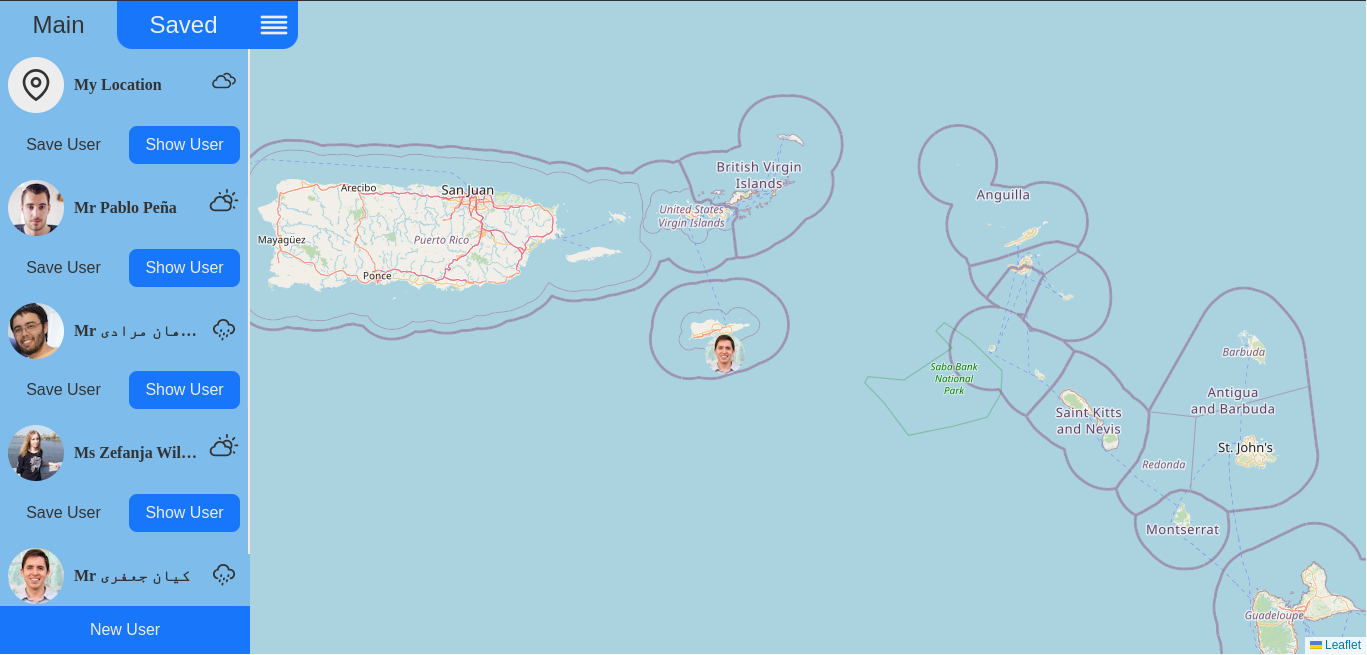 Main
Saved
My Location
Save User
Show User
Mr Pablo Peña
Save User
Show User
Mr هان مرادی...
Save User
Show User
Ms Zefanja Wil...
Save User
Show User
Mr کیان جعفری
New User
San Juan
Arecibo
Mayagüez
Puerto Rico
Ponce
British Virgin
Islands
United States
Virgin Islands
Anguilla
Saba Bank
National
Park
Saint Kitts
and Nevis
Barbuda
Antigua
and Barbuda
St. John's
Redonda
Montserrat
Guadeloupe
Leaflet